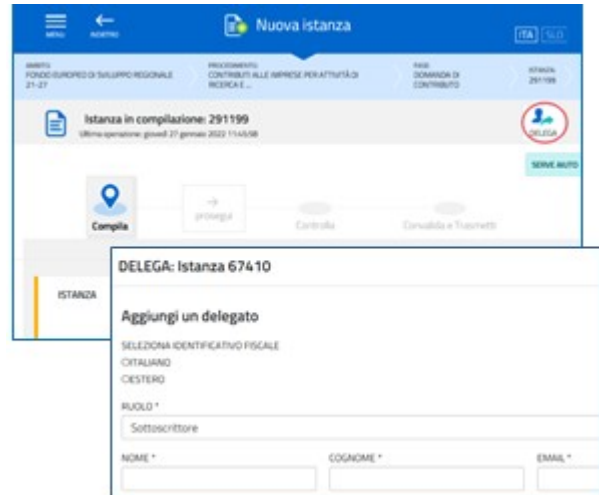 MENU
INDIETRO
Nuova istanza
ITA SLO
AMBITO
FONDO EUROPEO DI SVILUPPO REGIONALE
21-27
PROCEDIMENTO
CONTRIBUTI ALLE IMPRESE PER ATTIVITÀ DI
RICERCA E ...
FASE
DOMANDA DI
CONTRIBUTO
ISTANZA
291199
Istanza in compilazione: 291199
Ultima operazione: giovedì 27 gennaio 2022 11:45:58
DELEGA
SERVE AIUTO
Compila
prosegui
Controlla
Convalida e Trasmetti
ISTANZA
DELEGA: Istanza 67410
Aggiungi un delegato
SELEZIONA IDENTIFICATIVO FISCALE
ITALIANO
ESTERO
RUOLO *
Sottoscrittore
NOME *
COGNOME *
EMAIL *